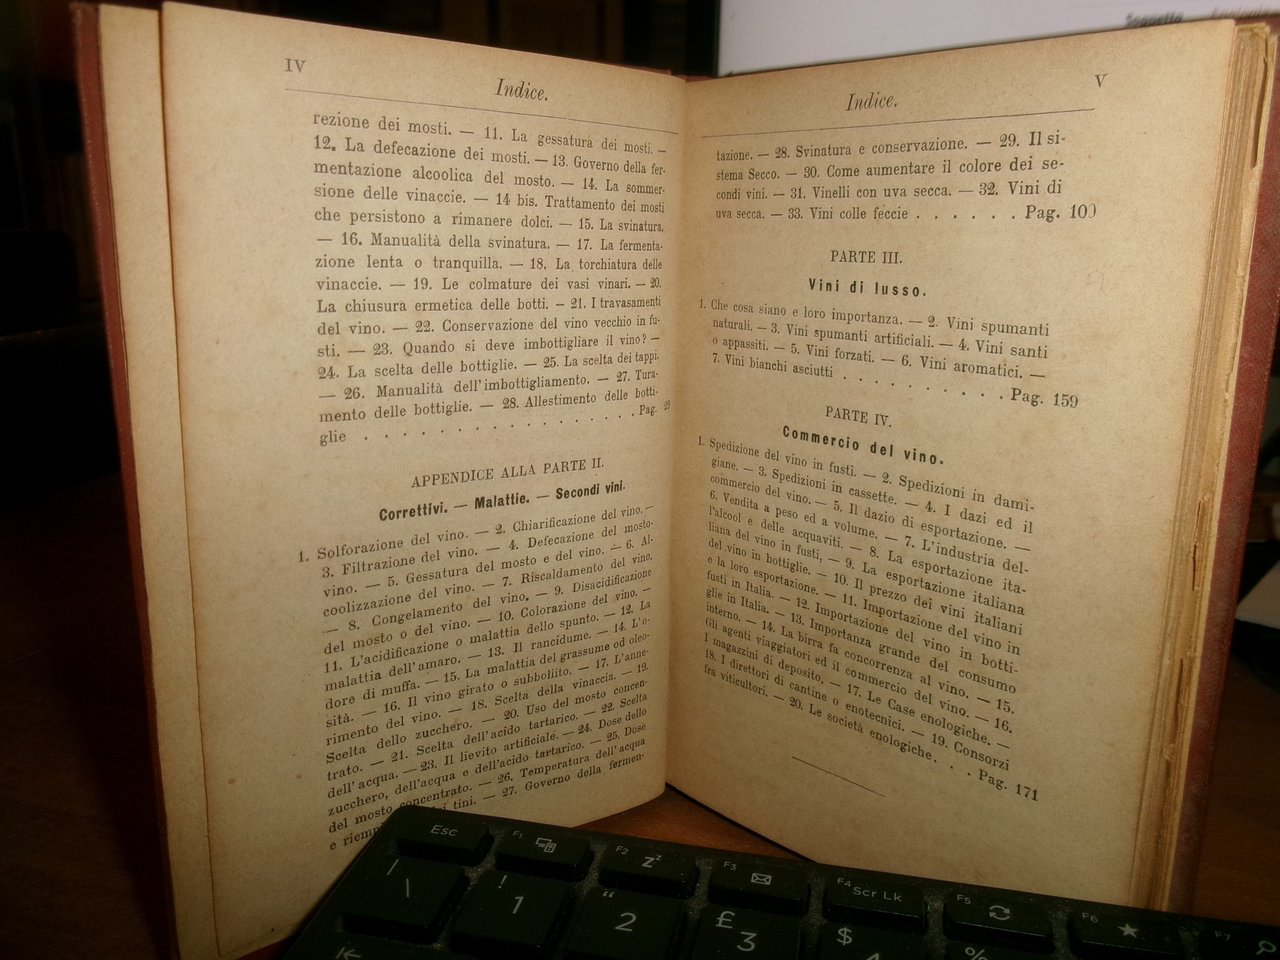 IV
Indice.
rezione dei mosti. — 11. La gessatura dei mosti. —
12. La defecazione dei mosti. — 13. Governo della fer-
mentazione alcoolica del mosto. — 14. La sommer-
sione delle vinaccie. — 14 bis. Trattamento dei mosti
che persistono a rimanere dolci. — 15. La svinatura.
— 16. Manualità della svinatura. — 17. La fermenta-
zione lenta o tranquilla. — 18. La torchiatura delle
vinaccie. — 19. Le colmature dei vasi vinari. — 20.
La chiusura ermetica delle botti. — 21. I travasamenti
del vino. — 22. Conservazione del vino vecchio in fu-
sti. — 23. Quando si deve imbottigliare il vino? —
24. La scelta delle bottiglie. — 25. La scelta dei tappi.
— 26. Manualità dell'imbottigliamento. — 27. Tura-
mento delle bottiglie. — 28. Allestimento delle botti-
glie . . . . . . . . . . . . . . . Pag. 29
APPENDICE ALLA PARTE II.
Correttivi. — Malattie. — Secondi vini.
1. Solforazione del vino. — 2. Chiarificazione del vino. —
3. Filtrazione del vino. — 4. Defecazione del mosto-
vino. — 5. Gessatura del mosto e del vino. — 6. Al-
coolizzazione del vino. — 7. Riscaldamento del vino.
— 8. Congelamento del vino. — 9. Disacidificazione
del mosto o del vino. — 10. Colorazione del vino. —
11. L'acidificazione o malattia dello spunto. — 12. La
malattia dell'amaro. — 13. Il rancidume. — 14. L'o-
dore di muffa. — 15. La malattia del grassume od oleo-
sità. — 16. Il vino girato o subbollito. — 17. L'anne-
rimento del vino. — 18. Scelta della vinaccia. — 19.
Scelta dello zucchero. — 20. Uso del mosto concen-
trato. — 21. Scelta dell'acido tartarico. — 22. Scelta
dell'acqua. — 23. Il lievito artificiale. — 24. Dose dello
zucchero, dell'acqua e dell'acido tartarico. — 25. Dose
del mosto concentrato. — 26. Temperatura dell'acqua
e riemp tini. — 27. Governo della fermen-
V
Indice.
tazione. — 28. Svinatura e conservazione. — 29. Il si-
stema Secco. — 30. Come aumentare il colore dei se-
condi vini. — 31. Vinelli con uva secca. — 32. Vini di
uva secca. — 33. Vini colle feccie . . . . . . Pag. 100
PARTE III.
Vini di lusso.
1. Che cosa siano e loro importanza. — 2. Vini spumanti
naturali. — 3. Vini spumanti artificiali. — 4. Vini santi
o appassiti. — 5. Vini forzati. — 6. Vini aromatici. —
7. Vini bianchi asciutti . . . . . . . . . . . Pag. 159
PARTE IV.
Commercio del vino.
1. Spedizione del vino in fusti. — 2. Spedizioni in dami-
giane. — 3. Spedizioni in cassette. — 4. I dazi ed il
commercio del vino. — 5. Il dazio di esportazione. —
6. Vendita a peso ed a volume. — 7. L'industria del-
l'alcool e delle acquaviti. — 8. La esportazione ita-
liana del vino in fusti, — 9. La esportazione italiana
del vino in bottiglie. — 10. Il prezzo dei vini italiani
e la loro esportazione. — 11. Importazione del vino in
fusti in Italia. — 12. Importazione del vino in botti-
glie in Italia. — 13. Importanza grande del consumo
interno. — 14. La birra fa concorrenza al vino. — 15.
Gli agenti viaggiatori ed il commercio del vino. — 16.
I magazzini di deposito. — 17. Le Case enologiche. —
18. I direttori di cantine o enotecnici. — 19. Consorzi
fra viticultori. — 20. Le società enologiche. . . Pag. 171
Soggetto
Esc F1 F2 zz F3 F4 Scr Lk F5 F6 F7
\ | ! 1 " 2 £ 3 $ %